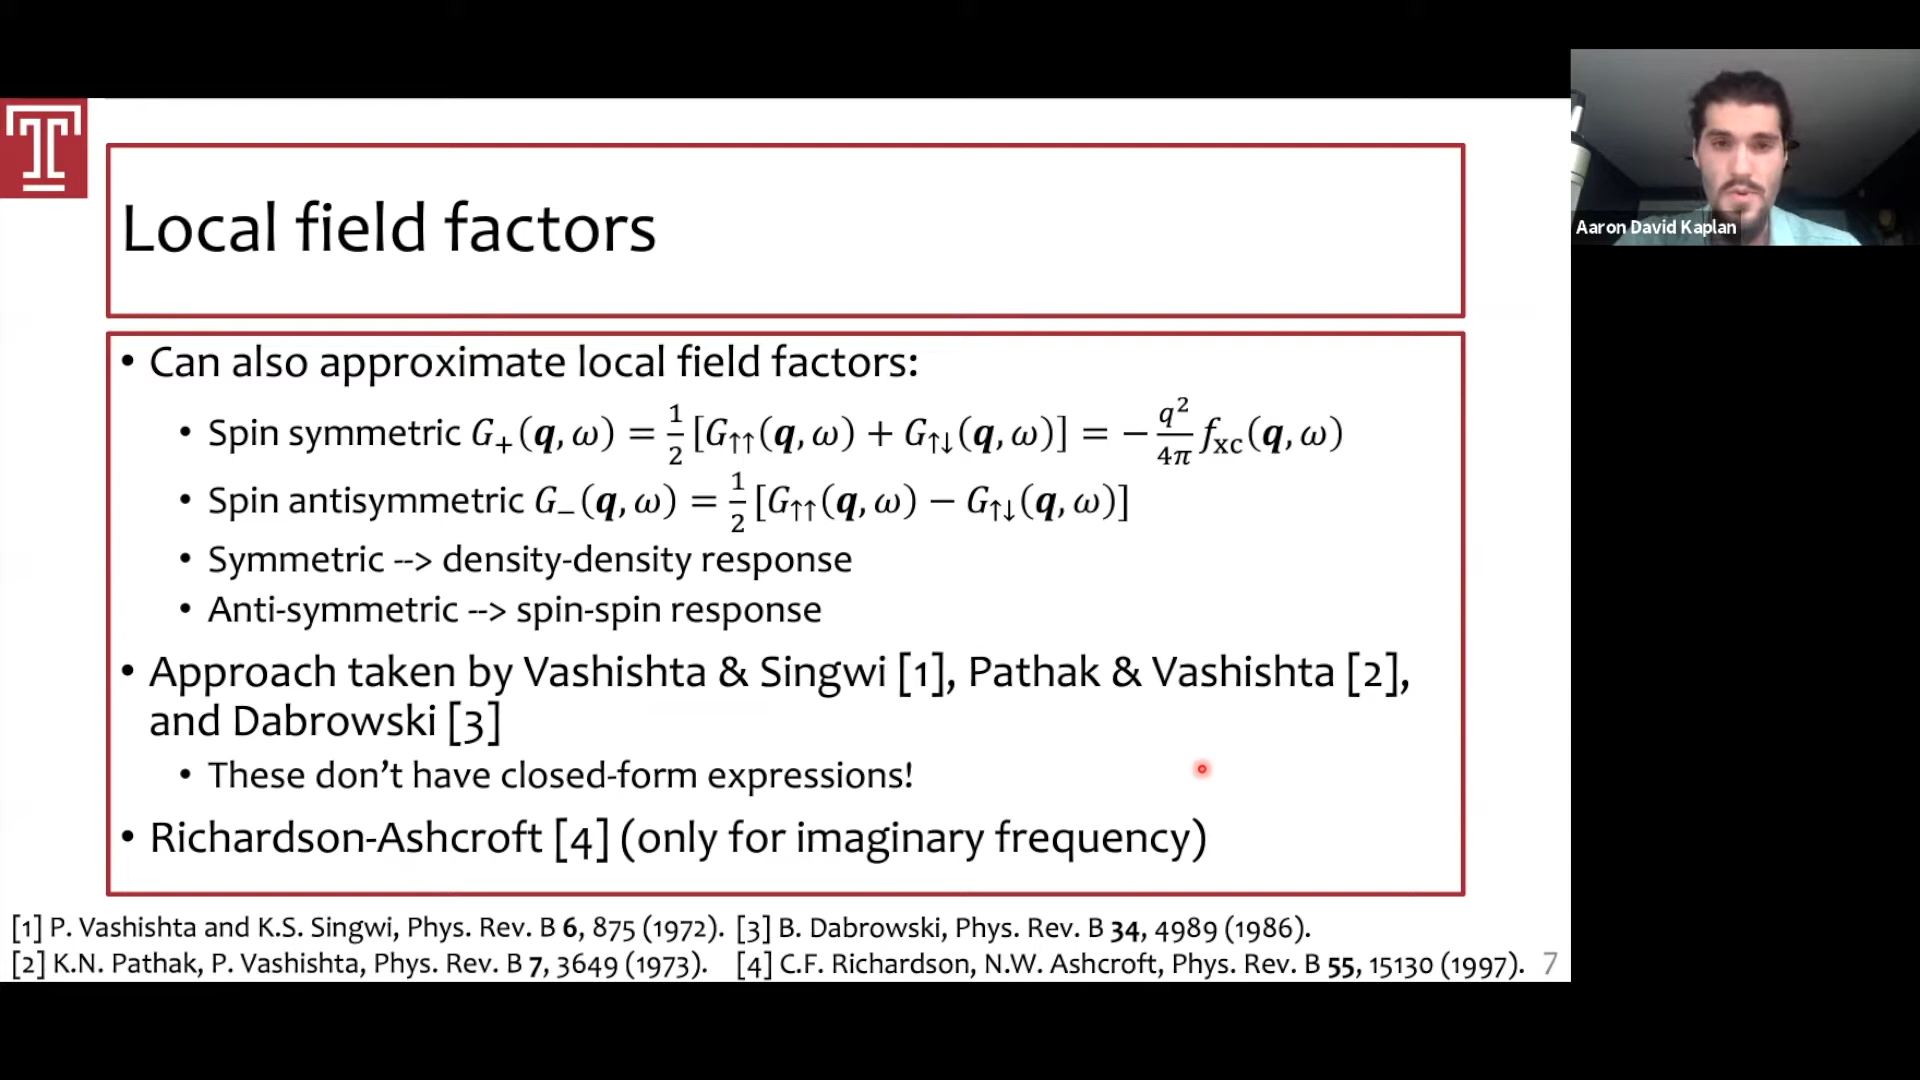 Local field factors
• Can also approximate local field factors:
• Spin symmetric G₊(q, ω) = 1/2 [G↑↑(q, ω) + G↑↓(q, ω)] = − q²/4π fxc(q, ω)
• Spin antisymmetric G₋(q, ω) = 1/2 [G↑↑(q, ω) − G↑↓(q, ω)]
• Symmetric --> density-density response
• Anti-symmetric --> spin-spin response
• Approach taken by Vashishta & Singwi [1], Pathak & Vashishta [2],
and Dabrowski [3]
• These don’t have closed-form expressions!
• Richardson-Ashcroft [4] (only for imaginary frequency)
[1] P. Vashishta and K.S. Singwi, Phys. Rev. B 6, 875 (1972).
[2] K.N. Pathak, P. Vashishta, Phys. Rev. B 7, 3649 (1973).
[3] B. Dabrowski, Phys. Rev. B 34, 4989 (1986).
[4] C.F. Richardson, N.W. Ashcroft, Phys. Rev. B 55, 15130 (1997).
7
Aaron David Kaplan